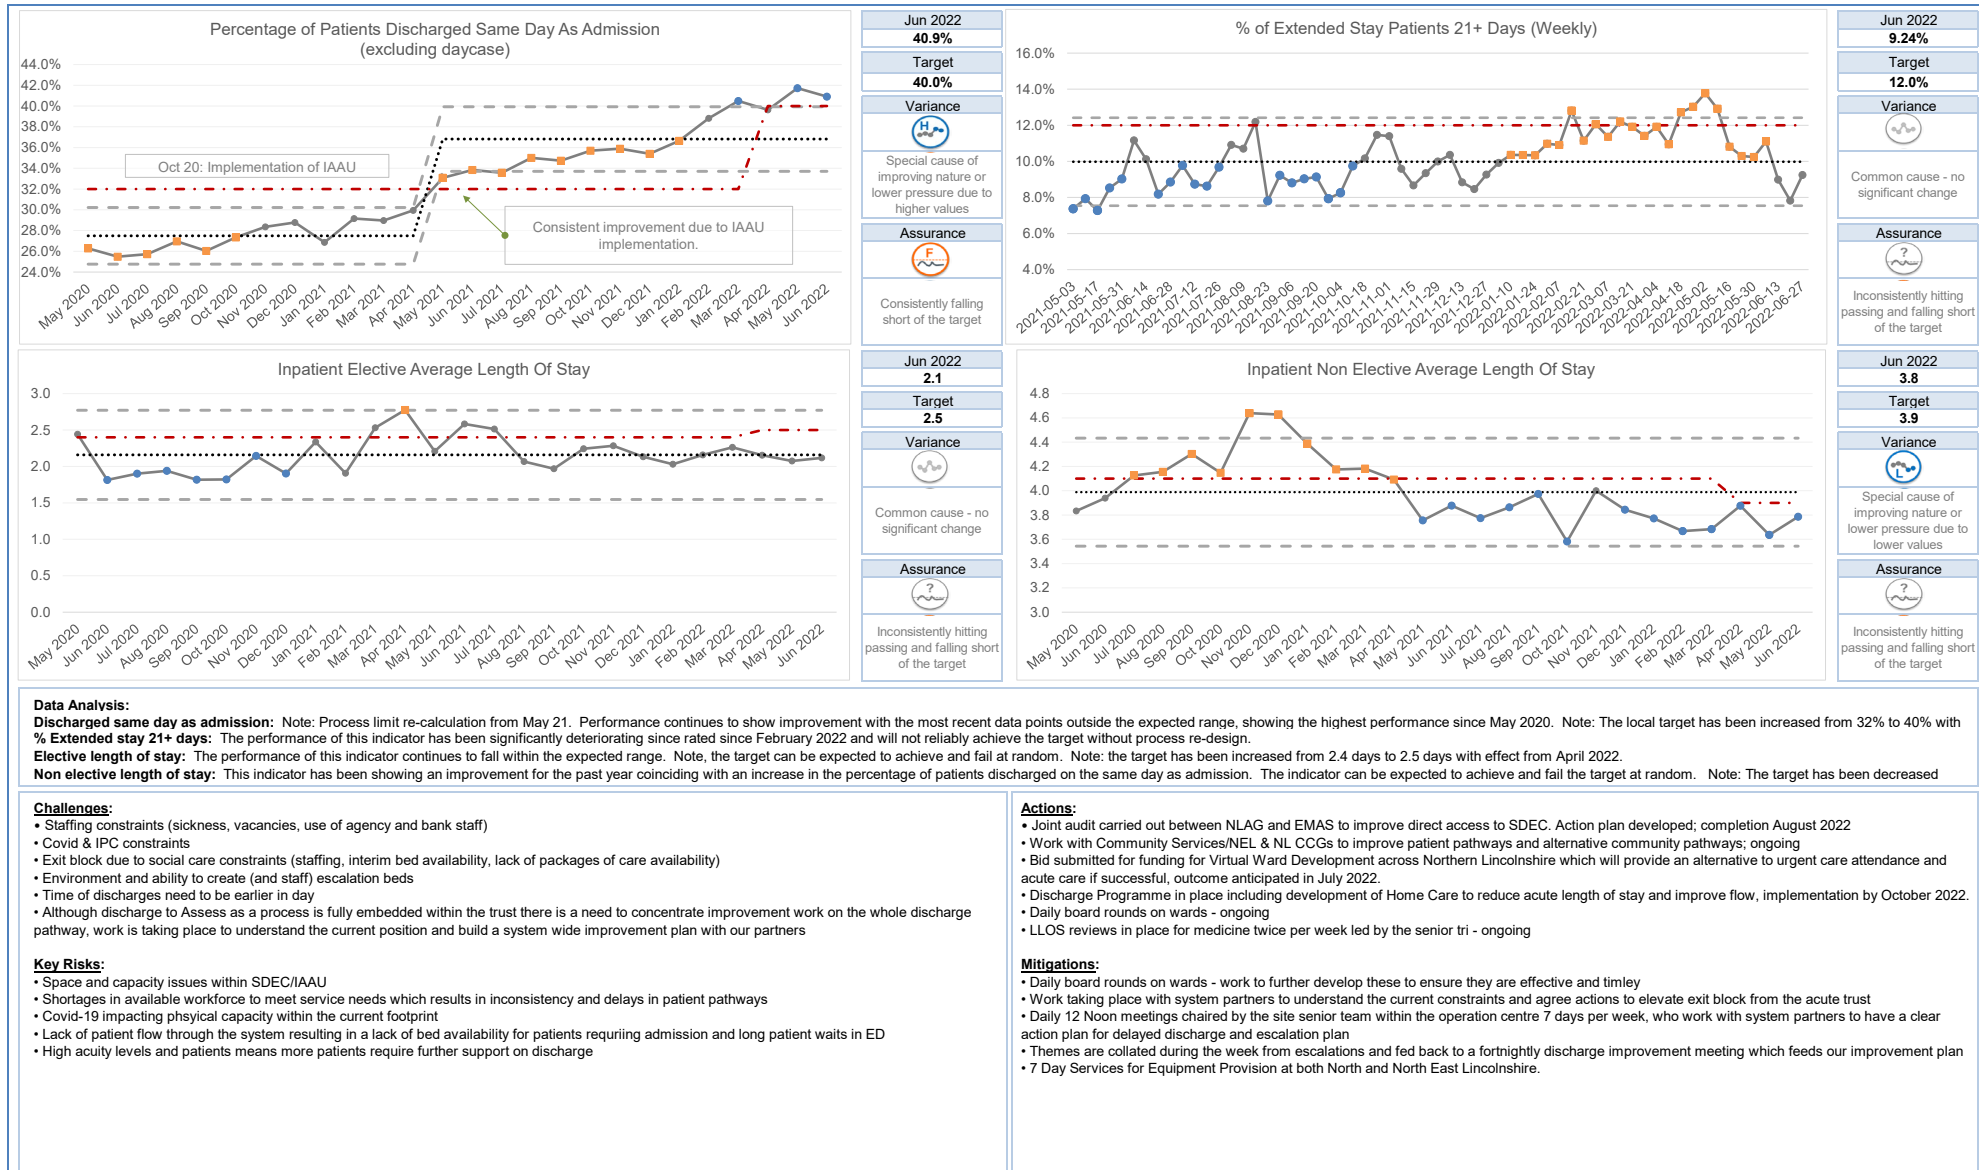 Percentage of Patients Discharged Same Day As Admission
(excluding daycase)
44.0%
42.0%
40.0%
38.0%
36.0%
34.0%
32.0%
30.0%
28.0%
26.0%
24.0%
Oct 20: Implementation of IAAU
Consistent improvement due to IAAU
implementation.
May 2020
Jun 2020
Jul 2020
Aug 2020
Sep 2020
Oct 2020
Nov 2020
Dec 2020
Jan 2021
Feb 2021
Mar 2021
Apr 2021
May 2021
Jun 2021
Jul 2021
Aug 2021
Sep 2021
Oct 2021
Nov 2021
Dec 2021
Jan 2022
Feb 2022
Mar 2022
Apr 2022
May 2022
Jun 2022
Jun 2022
40.9%
Target
40.0%
Variance
H
Special cause of
improving nature or
lower pressure due to
higher values
Assurance
F
Consistently falling
short of the target
% of Extended Stay Patients 21+ Days (Weekly)
16.0%
14.0%
12.0%
10.0%
8.0%
6.0%
4.0%
2021-05-03
2021-05-17
2021-05-31
2021-06-14
2021-06-28
2021-07-12
2021-07-26
2021-08-09
2021-08-23
2021-09-06
2021-09-20
2021-10-04
2021-10-18
2021-11-01
2021-11-15
2021-11-29
2021-12-13
2021-12-27
2022-01-10
2022-01-24
2022-02-07
2022-02-21
2022-03-07
2022-03-21
2022-04-04
2022-04-18
2022-05-02
2022-05-16
2022-05-30
2022-06-13
2022-06-27
Jun 2022
9.24%
Target
12.0%
Variance
Common cause - no
significant change
Assurance
?
Inconsistently hitting
passing and falling short
of the target
Inpatient Elective Average Length Of Stay
3.0
2.5
2.0
1.5
1.0
0.5
0.0
May 2020
Jun 2020
Jul 2020
Aug 2020
Sep 2020
Oct 2020
Nov 2020
Dec 2020
Jan 2021
Feb 2021
Mar 2021
Apr 2021
May 2021
Jun 2021
Jul 2021
Aug 2021
Sep 2021
Oct 2021
Nov 2021
Dec 2021
Jan 2022
Feb 2022
Mar 2022
Apr 2022
May 2022
Jun 2022
Jun 2022
2.1
Target
2.5
Variance
Common cause - no
significant change
Assurance
?
Inconsistently hitting
passing and falling short
of the target
Inpatient Non Elective Average Length Of Stay
4.8
4.6
4.4
4.2
4.0
3.8
3.6
3.4
3.2
3.0
May 2020
Jun 2020
Jul 2020
Aug 2020
Sep 2020
Oct 2020
Nov 2020
Dec 2020
Jan 2021
Feb 2021
Mar 2021
Apr 2021
May 2021
Jun 2021
Jul 2021
Aug 2021
Sep 2021
Oct 2021
Nov 2021
Dec 2021
Jan 2022
Feb 2022
Mar 2022
Apr 2022
May 2022
Jun 2022
Jun 2022
3.8
Target
3.9
Variance
L
Special cause of
improving nature or
lower pressure due to
lower values
Assurance
?
Inconsistently hitting
passing and falling short
of the target
Data Analysis:
Discharged same day as admission: Note: Process limit re-calculation from May 21. Performance continues to show improvement with the most recent data points outside the expected range, showing the highest performance since May 2020. Note: The local target has been increased from 32% to 40% with
% Extended stay 21+ days: The performance of this indicator has been significantly deteriorating since rated since February 2022 and will not reliably achieve the target without process re-design.
Elective length of stay: The performance of this indicator continues to fall within the expected range. Note, the target can be expected to achieve and fail at random. Note: the target has been increased from 2.4 days to 2.5 days with effect from April 2022.
Non elective length of stay: This indicator has been showing an improvement for the past year coinciding with an increase in the percentage of patients discharged on the same day as admission. The indicator can be expected to achieve and fail the target at random. Note: The target has been decreased
Challenges:
• Staffing constraints (sickness, vacancies, use of agency and bank staff)
• Covid & IPC constraints
• Exit block due to social care constraints (staffing, interim bed availability, lack of packages of care availability)
• Environment and ability to create (and staff) escalation beds
• Time of discharges need to be earlier in day
• Although discharge to Assess as a process is fully embedded within the trust there is a need to concentrate improvement work on the whole discharge
pathway, work is taking place to understand the current position and build a system wide improvement plan with our partners
Key Risks:
• Space and capacity issues within SDEC/IAAU
• Shortages in available workforce to meet service needs which results in inconsistency and delays in patient pathways
• Covid-19 impacting phsyical capacity within the current footprint
• Lack of patient flow through the system resulting in a lack of bed availability for patients requriing admission and long patient waits in ED
• High acuity levels and patients means more patients require further support on discharge
Actions:
• Joint audit carried out between NLAG and EMAS to improve direct access to SDEC. Action plan developed; completion August 2022
• Work with Community Services/NEL & NL CCGs to improve patient pathways and alternative community pathways; ongoing
• Bid submitted for funding for Virtual Ward Development across Northern Lincolnshire which will provide an alternative to urgent care attendance and
acute care if successful, outcome anticipated in July 2022.
• Discharge Programme in place including development of Home Care to reduce acute length of stay and improve flow, implementation by October 2022.
• Daily board rounds on wards - ongoing
• LLOS reviews in place for medicine twice per week led by the senior tri - ongoing
Mitigations:
• Daily board rounds on wards - work to further develop these to ensure they are effective and timley
• Work taking place with system partners to understand the current constraints and agree actions to elevate exit block from the acute trust
• Daily 12 Noon meetings chaired by the site senior team within the operation centre 7 days per week, who work with system partners to have a clear
action plan for delayed discharge and escalation plan
• Themes are collated during the week from escalations and fed back to a fortnightly discharge improvement meeting which feeds our improvement plan
• 7 Day Services for Equipment Provision at both North and North East Lincolnshire.